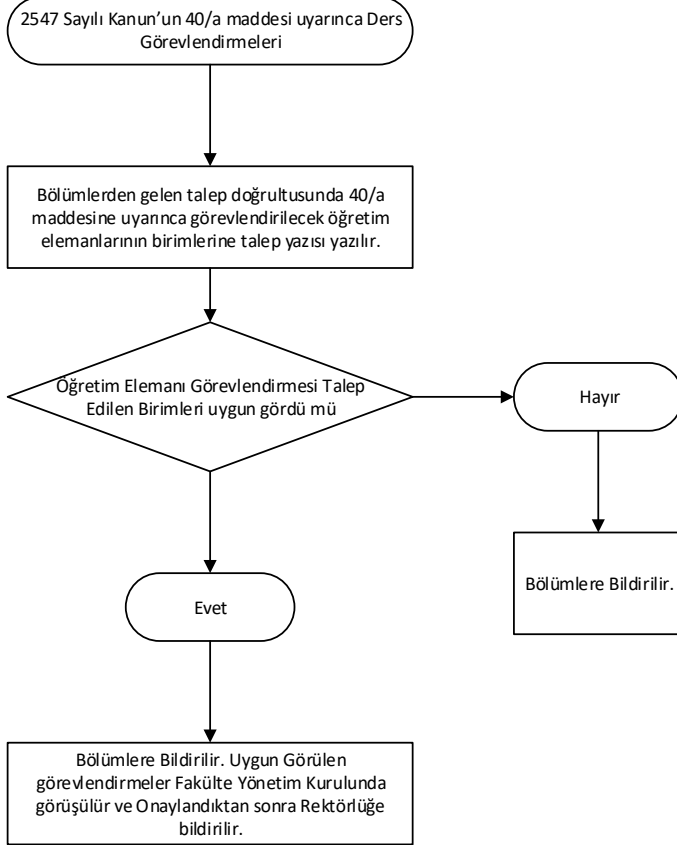 2547 Sayılı Kanun’un 40/a maddesi uyarınca Ders
Görevlendirmeleri
Bölümlerden gelen talep doğrultusunda 40/a
maddesine uyarınca görevlendirilecek öğretim
elemanlarının birimlerine talep yazısı yazılır.
Öğretim Elemanı Görevlendirmesi Talep
Edilen Birimleri uygun gördü mü
Hayır
Bölümlere Bildirilir.
Evet
Bölümlere Bildirilir. Uygun Görülen
görevlendirmeler Fakülte Yönetim Kurulunda
görüşülür ve Onaylandıktan sonra Rektörlüğe
bildirilir.